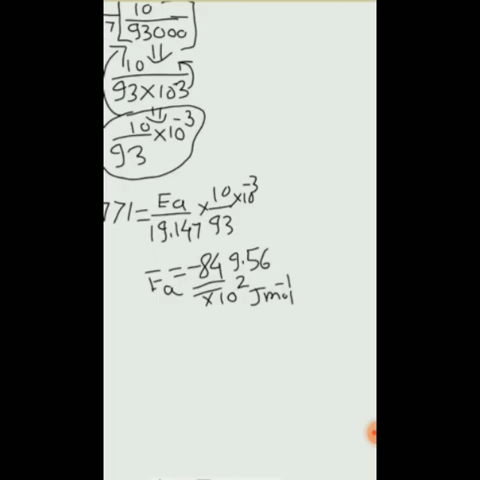 7[10/93000]
⇓
10/93×10³
⇓
10/93 ×10⁻³
771=Ea/19.147 × 10/93 ×10⁻³
Ea=-849.56
×10² Jmol⁻¹